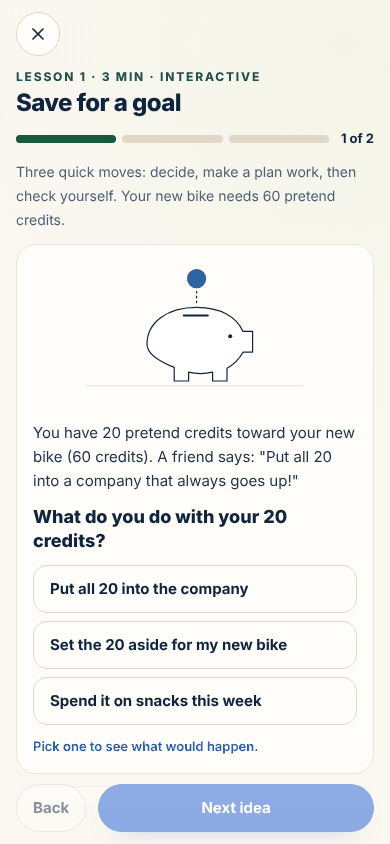 LESSON 1 · 3 MIN · INTERACTIVE
Save for a goal
1 of 2
Three quick moves: decide, make a plan work, then
check yourself. Your new bike needs 60 pretend
credits.
You have 20 pretend credits toward your new
bike (60 credits). A friend says: "Put all 20
into a company that always goes up!"
What do you do with your 20
credits?
Put all 20 into the company
Set the 20 aside for my new bike
Spend it on snacks this week
Pick one to see what would happen.
Back
Next idea